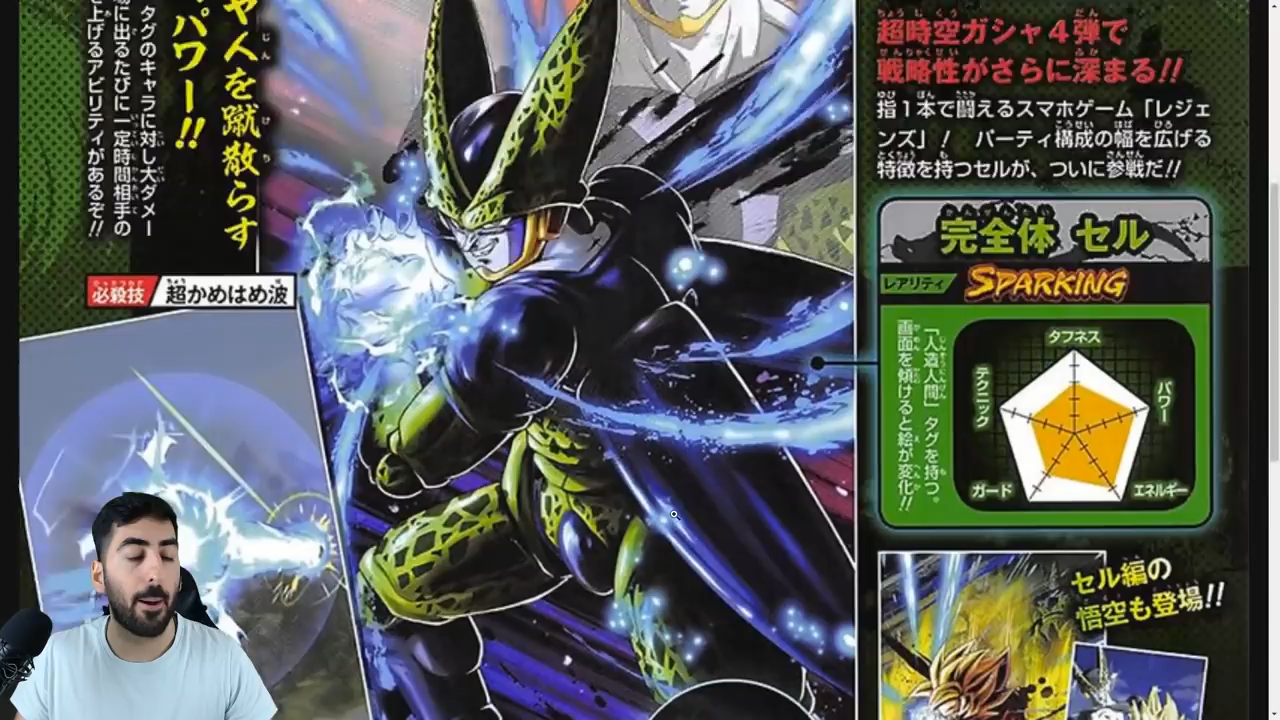 ャ人を蹴散らす
パワー!!
タグのキャラに対し大ダメー
場に出るたびに一定時間相手の
上げるアビリティがあるぞ!!
必殺技 超かめはめ波
超時空ガシャ4弾で
戦略性がさらに深まる!!
指1本で闘えるスマホゲーム「レジェ
ンズ」! パーティ構成の幅を広げる
特徴を持つセルが、ついに参戦だ!!
完全体 セル
レアリティ SPARKING
「人造人間」タグを持つ。
画面を傾けると絵が変化!!
タフネス
テクニック
パワー
ガード
エネルギー
セル編の
悟空も登場!!